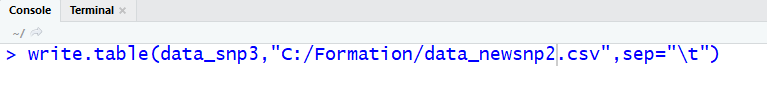 Console Terminal ×
~/
> write.table(data_snp3,"C:/Formation/data_newsnp2.csv",sep="\t")